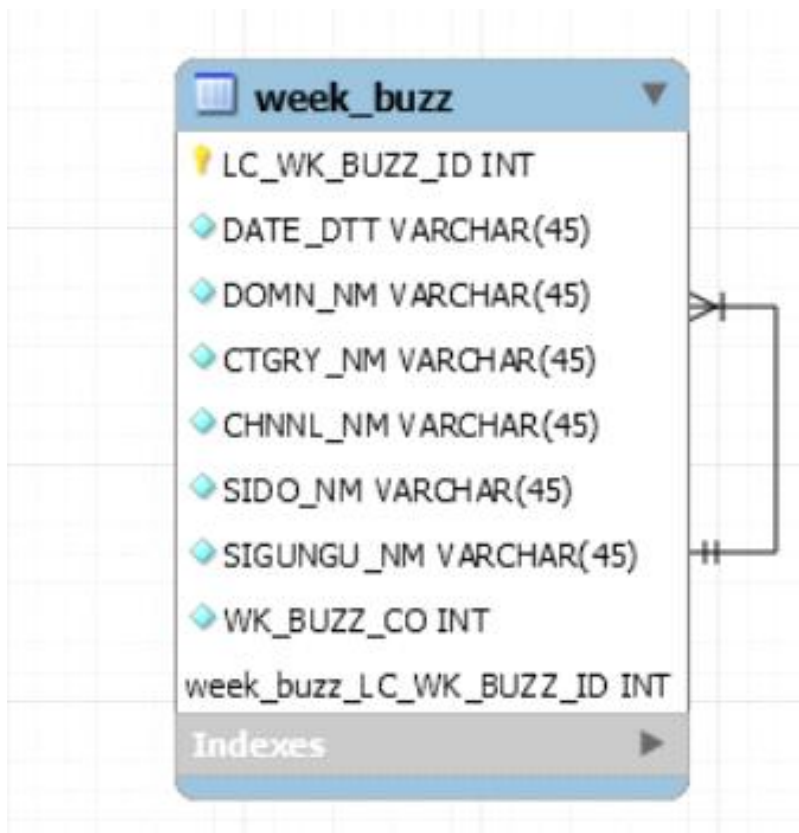 week_buzz
LC_WK_BUZZ_ID INT
DATE_DTT VARCHAR(45)
DOMN_NM VARCHAR(45)
CTGRY_NM VARCHAR(45)
CHNNL_NM VARCHAR(45)
SIDO_NM VARCHAR(45)
SIGUNGU_NM VARCHAR(45)
WK_BUZZ_CO INT
week_buzz_LC_WK_BUZZ_ID INT
Indexes